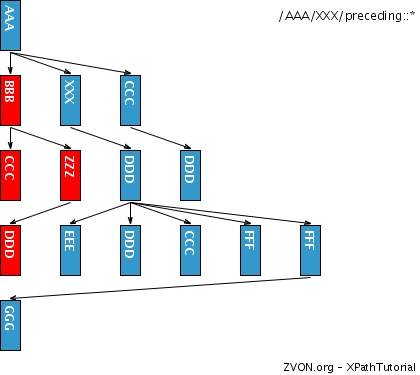 /AAA/XXX/preceding::*
AAA
BBB
XXX
CCC
CCC
ZZZ
DDD
DDD
DDD
EEE
DDD
CCC
FFF
FFF
GGG
ZVON.org - XPathTutorial